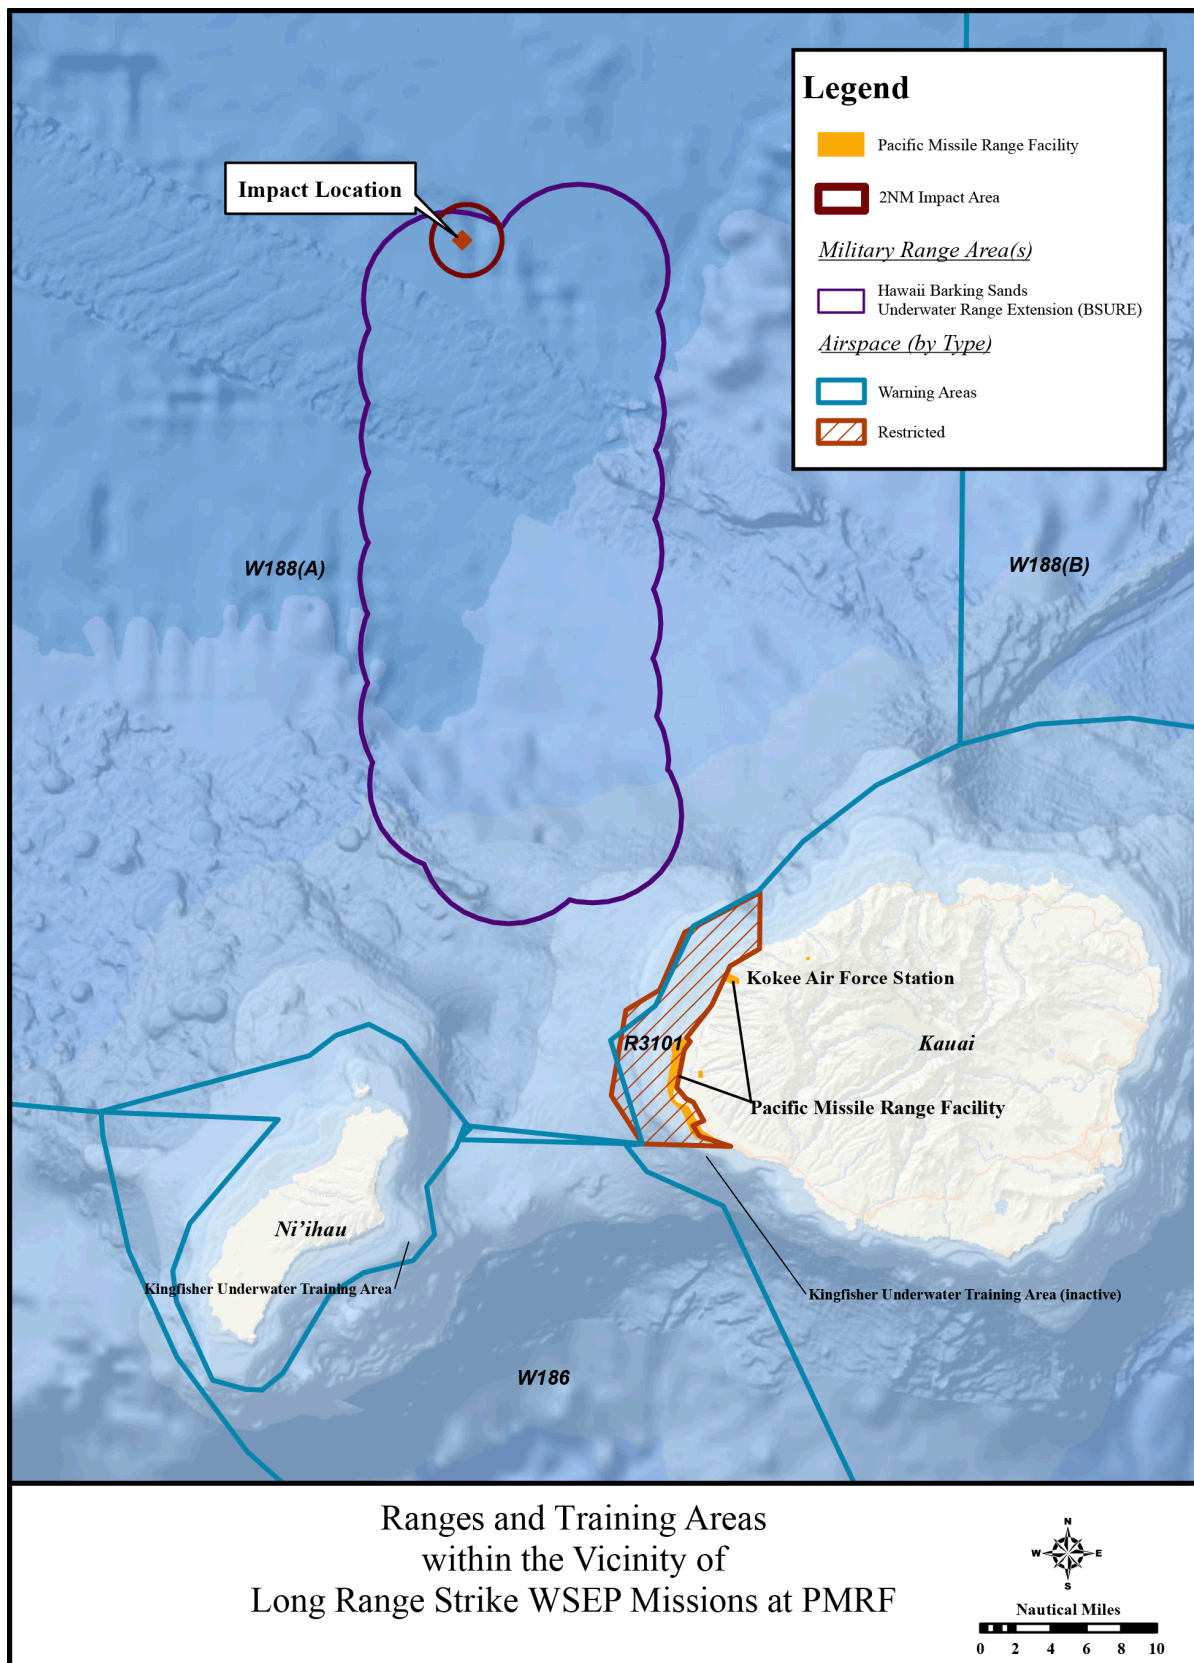 Legend
Pacific Missile Range Facility
2NM Impact Area
Military Range Area(s)
Hawaii Barking Sands
Underwater Range Extension (BSURE)
Airspace (by Type)
Warning Areas
Restricted
Impact Location
W188(A)
W188(B)
Kokee Air Force Station
R3101
Kauai
Pacific Missile Range Facility
Ni'ihau
Kingfisher Underwater Training Area
Kingfisher Underwater Training Area (inactive)
W186
Ranges and Training Areas
within the Vicinity of
Long Range Strike WSEP Missions at PMRF
N
W E
S
Nautical Miles
0 2 4 6 8 10